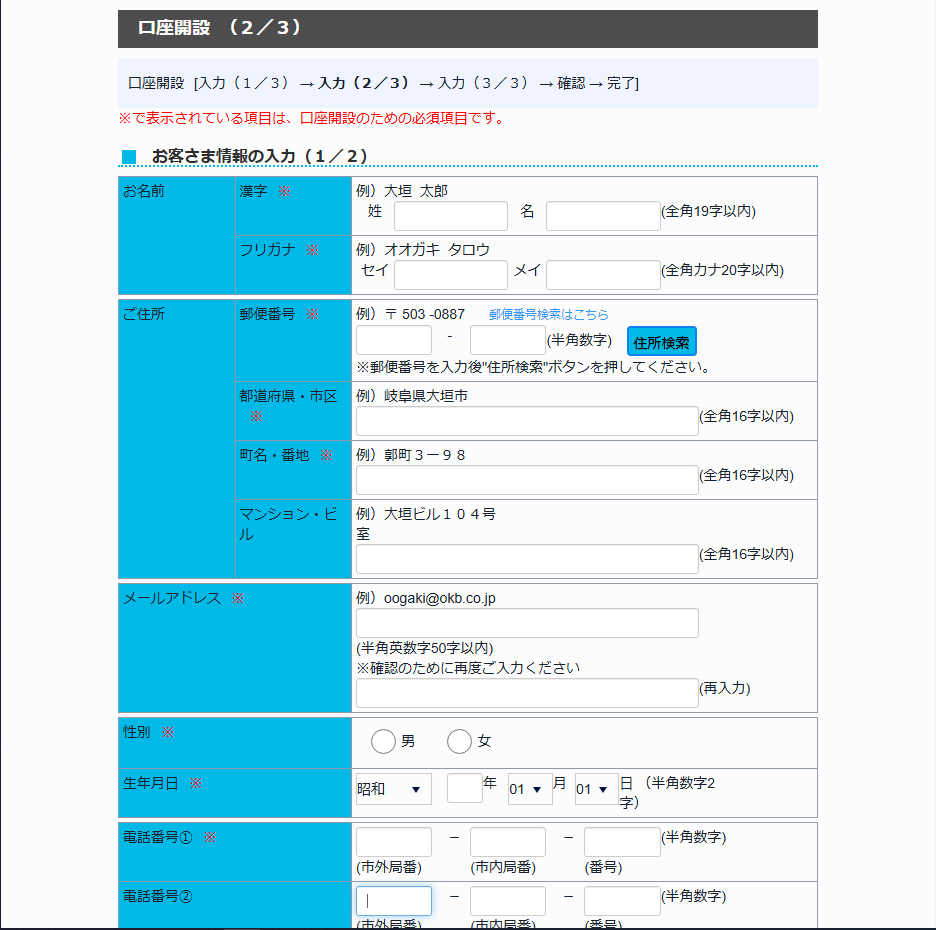 口座開設 （２／３）
口座開設 [入力（１／３） → 入力（２／３） → 入力（３／３） → 確認 → 完了]
※で表示されている項目は、口座開設のための必須項目です。
お客さま情報の入力（１／２）
お名前 漢字 ※ 例）大垣 太郎
姓 名 (全角19字以内)
フリガナ ※ 例）オオガキ タロウ
セイ メイ (全角カナ20字以内)
ご住所 郵便番号 ※ 例）〒 503 -0887 郵便番号検索はこちら
- (半角数字) 住所検索
※郵便番号を入力後"住所検索"ボタンを押してください。
都道府県・市区 例）岐阜県大垣市
※ (全角16字以内)
町名・番地 ※ 例）郭町３－９８
(全角16字以内)
マンション・ビ 例）大垣ビル１０４号
ル 室
(全角16字以内)
メールアドレス ※ 例）oogaki@okb.co.jp
(半角英数字50字以内)
※確認のために再度ご入力ください
(再入力)
性別 ※ 男 女
生年月日 ※ 昭和 ▼ 年 01 ▼ 月 01 ▼ 日 （半角数字2
字）
電話番号① ※ － － (半角数字)
(市外局番) (市内局番) (番号)
電話番号② － － (半角数字)
(市外局番) (市内局番) (番号)